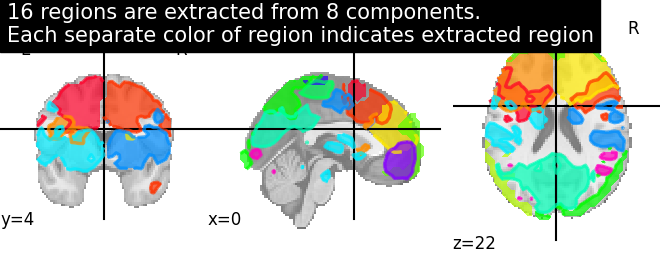 16 regions are extracted from 8 components.
Each separate color of region indicates extracted region
R
y=4
x=0
z=22